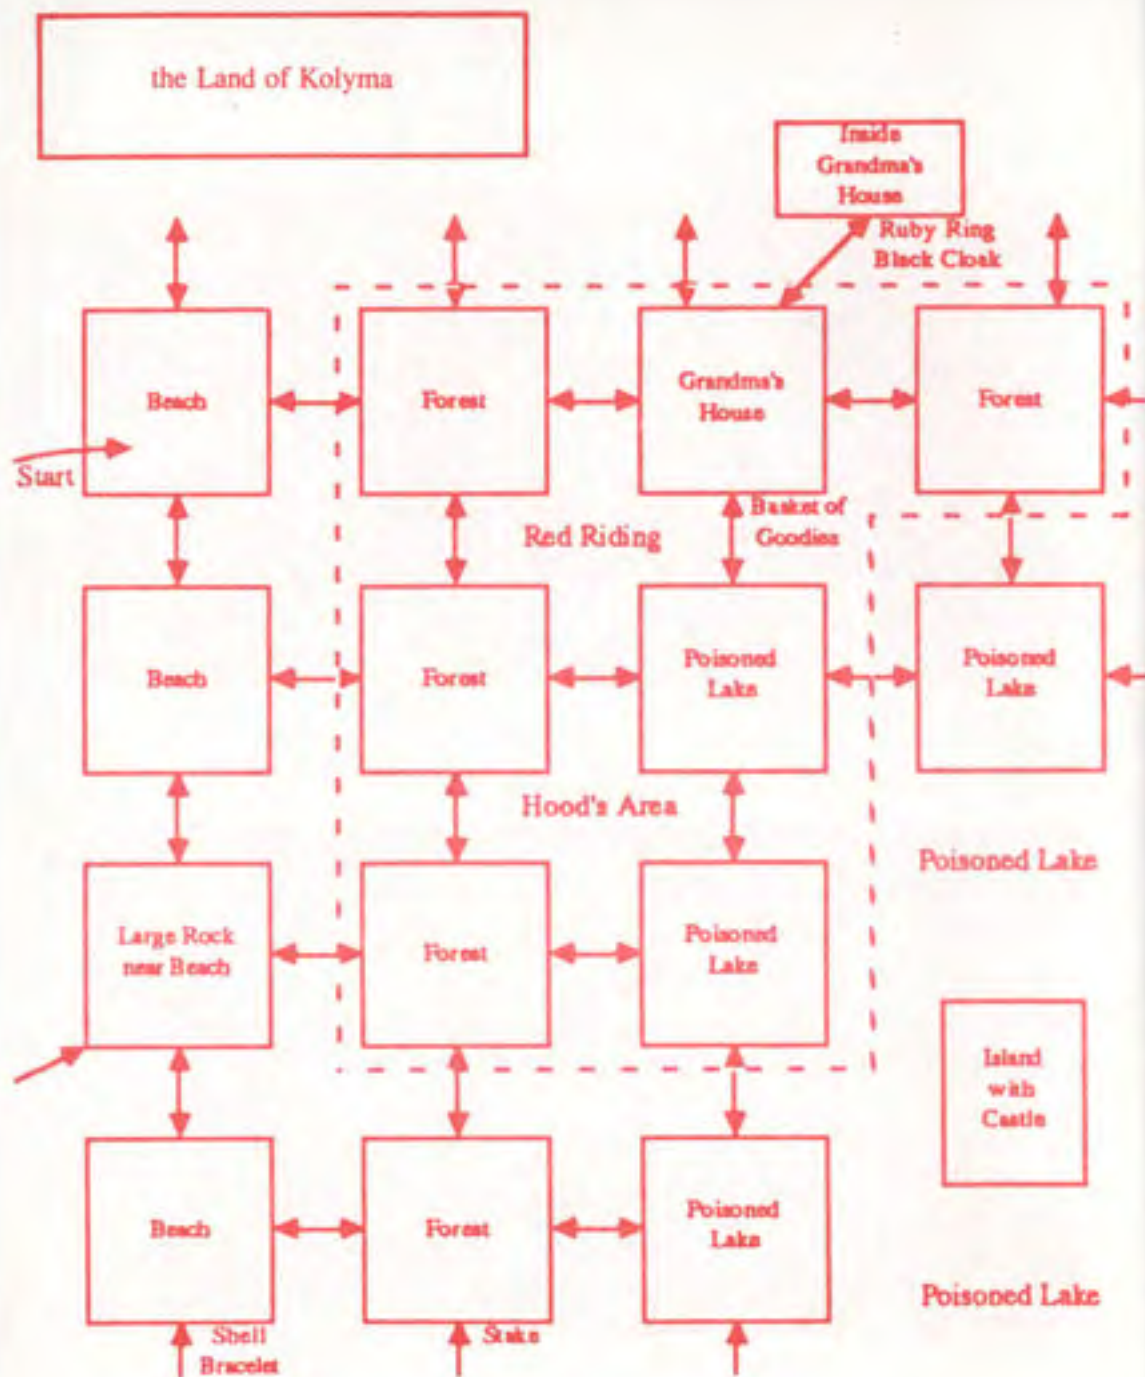 the Land of Kolyma
Inside
Grandma's
House
Ruby Ring
Black Cloak
Beach
Forest
Grandma's
House
Forest
Start
Basket of
Goodies
Red Riding
Beach
Forest
Poisoned
Lake
Poisoned
Lake
Hood's Area
Poisoned Lake
Large Rock
near Beach
Forest
Poisoned
Lake
Island
with
Castle
Beach
Forest
Poisoned
Lake
Poisoned Lake
Shell
Bracelet
Stake